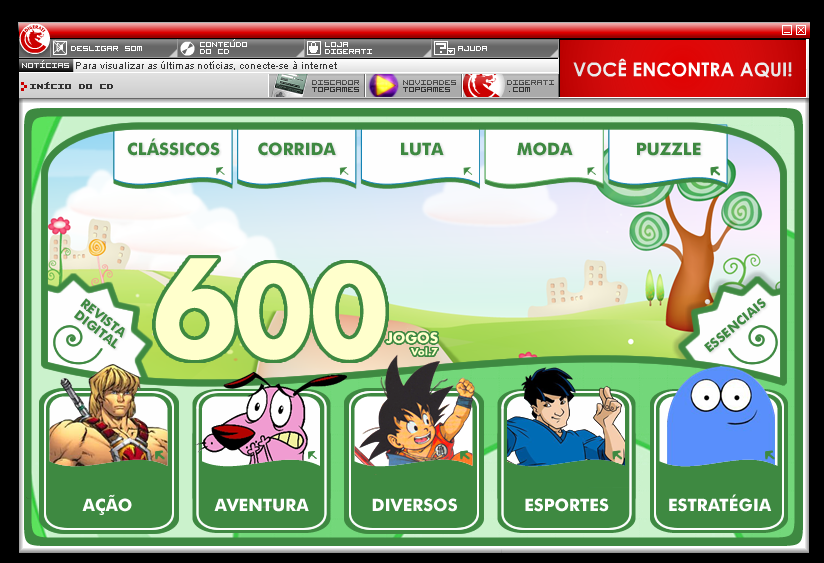 DIGERATI
DESLIGAR SOM
CONTEÚDO
DO CD
LOJA
DIGERATI
AJUDA
NOTÍCIAS
Para visualizar as últimas notícias, conecte-se à internet
INÍCIO DO CD
DISCADOR
TOPGAMES
NOVIDADES
TOPGAMES
DIGERATI
.COM
VOCÊ ENCONTRA AQUI!
CLÁSSICOS
CORRIDA
LUTA
MODA
PUZZLE
REVISTA
DIGITAL
600
JOGOS
Vol.7
ESSENCIAIS
AÇÃO
AVENTURA
DIVERSOS
ESPORTES
ESTRATÉGIA